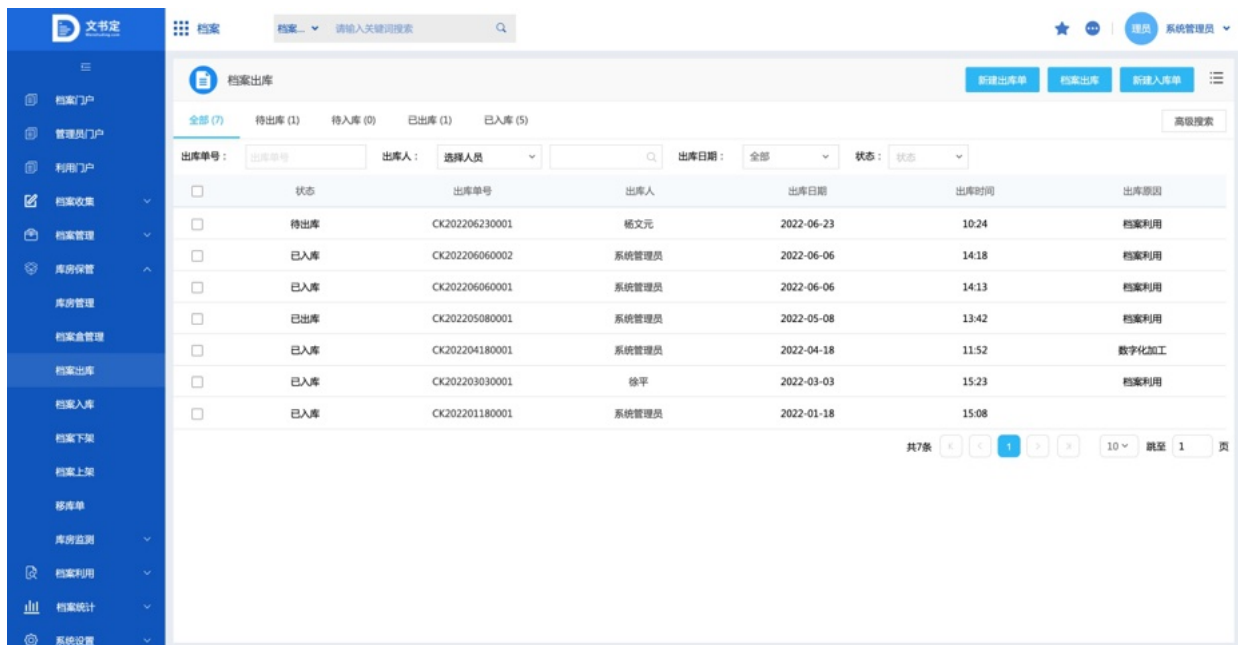 文书定
档案
档案... 请输入关键词搜索
理员 系统管理员
档案门户
管理员门户
利用门户
档案收集
档案管理
库房保管
库房管理
档案盒管理
档案出库
档案入库
档案下架
档案上架
移库单
库房监测
档案利用
档案统计
系统设置
档案出库
新建出库单 档案出库 新建入库单
全部 (7) 待出库 (1) 待入库 (0) 已出库 (1) 已入库 (5)
高级搜索
出库单号： 出库单号 出库人： 选择人员 出库日期： 全部 状态： 状态
状态 出库单号 出库人 出库日期 出库时间 出库原因
待出库 CK202206230001 杨文元 2022-06-23 10:24 档案利用
已入库 CK202206060002 系统管理员 2022-06-06 14:18 档案利用
已入库 CK202206060001 系统管理员 2022-06-06 14:13 档案利用
已出库 CK202205080001 系统管理员 2022-05-08 13:42 档案利用
已入库 CK202204180001 系统管理员 2022-04-18 11:52 数字化加工
已入库 CK202203030001 徐平 2022-03-03 15:23 档案利用
已入库 CK202201180001 系统管理员 2022-01-18 15:08
共7条 1 10 跳至 1 页